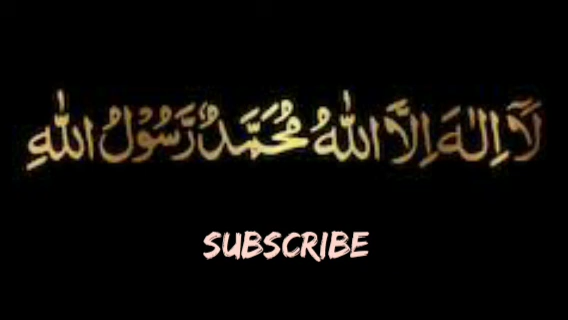 لَآ اِلٰهَ اِلَّا اللّٰهُ مُحَمَّدٌ رَّسُوْلُ اللّٰهِ
SUBSCRIBE